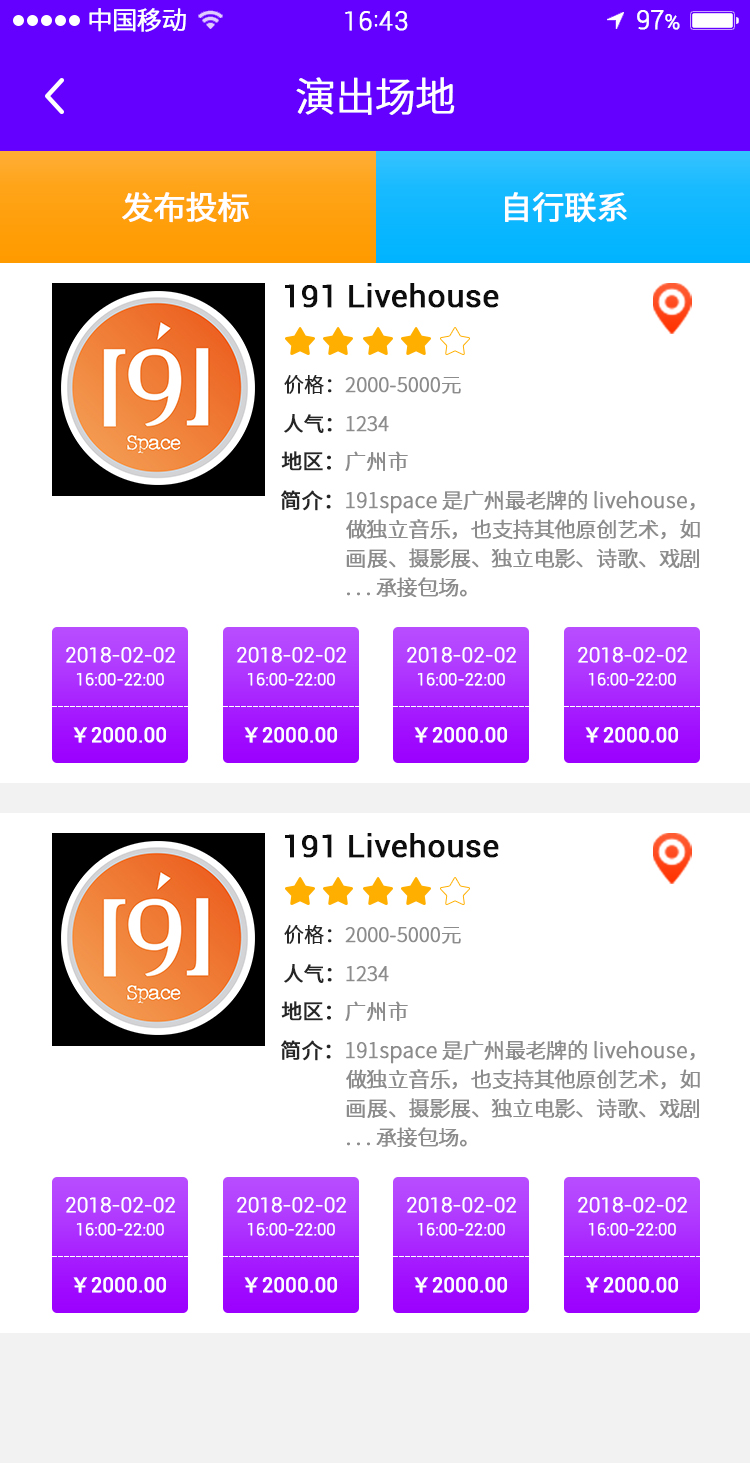 中国移动 16:43 97%
演出场地
发布投标 自行联系
191 Livehouse
191
Space
价格：2000-5000元
人气：1234
地区：广州市
简介：191space 是广州最老牌的 livehouse，
做独立音乐，也支持其他原创艺术，如
画展、摄影展、独立电影、诗歌、戏剧
... 承接包场。
2018-02-02 2018-02-02 2018-02-02 2018-02-02
16:00-22:00 16:00-22:00 16:00-22:00 16:00-22:00
￥2000.00 ￥2000.00 ￥2000.00 ￥2000.00
191 Livehouse
191
Space
价格：2000-5000元
人气：1234
地区：广州市
简介：191space 是广州最老牌的 livehouse，
做独立音乐，也支持其他原创艺术，如
画展、摄影展、独立电影、诗歌、戏剧
... 承接包场。
2018-02-02 2018-02-02 2018-02-02 2018-02-02
16:00-22:00 16:00-22:00 16:00-22:00 16:00-22:00
￥2000.00 ￥2000.00 ￥2000.00 ￥2000.00